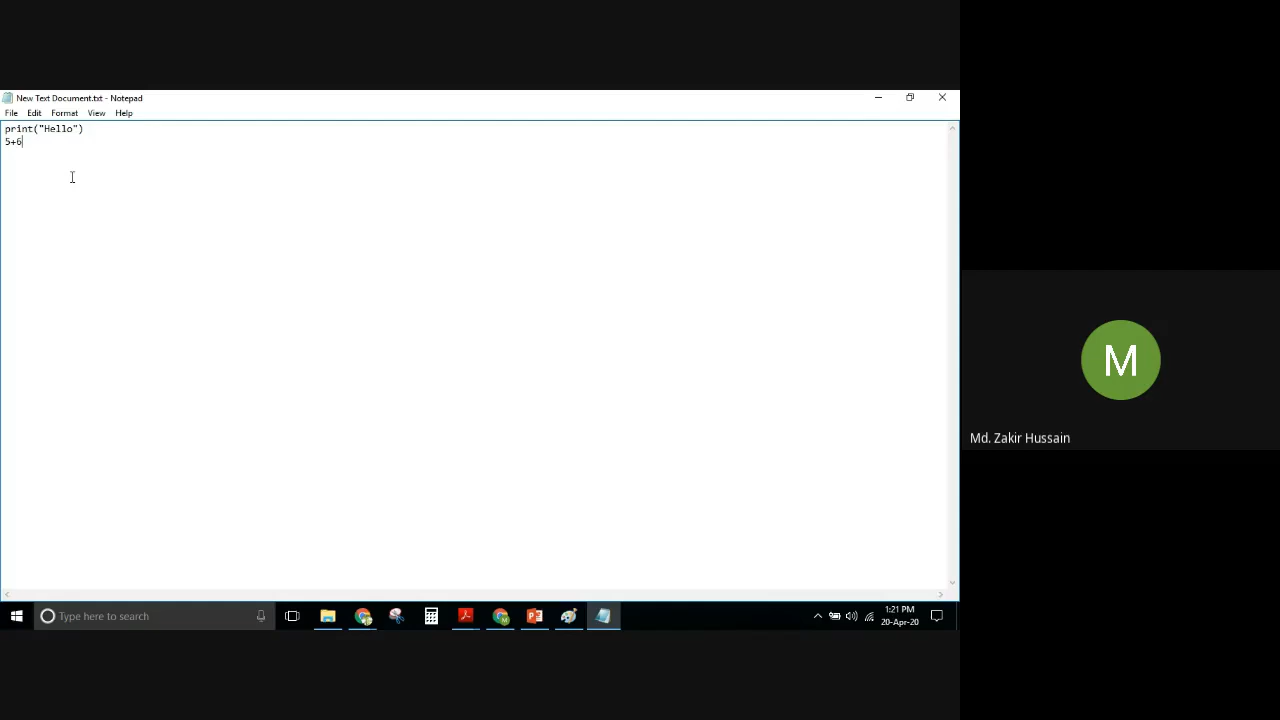 New Text Document.txt - Notepad
File Edit Format View Help
print("Hello")
5+6
M
Md. Zakir Hussain
Type here to search
1:21 PM
20-Apr-20